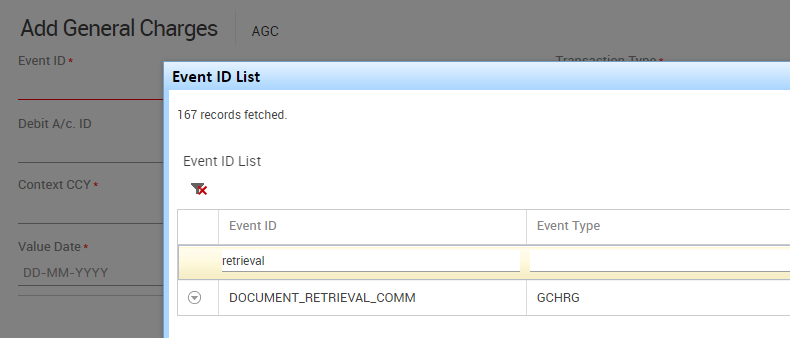 Add General Charges AGC
Event ID *
Transaction Type *
Event ID List
167 records fetched.
Debit A/c. ID
Event ID List
Context CCY *
Event ID Event Type
Value Date *
retrieval
DD-MM-YYYY
DOCUMENT_RETRIEVAL_COMM GCHRG